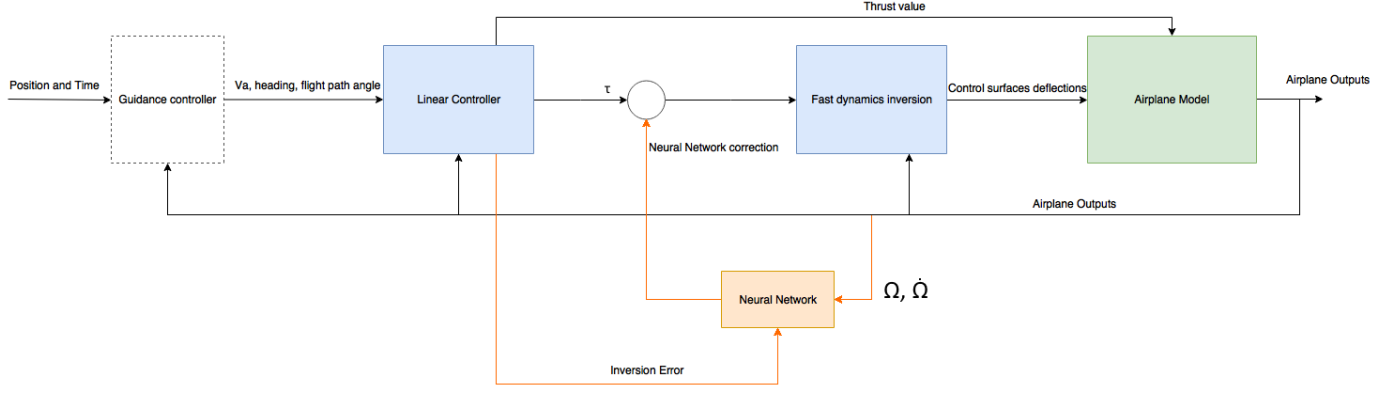 Thrust value
Position and Time
Guidance controller
Va, heading, flight path angle
Linear Controller
τ
Fast dynamics inversion
Control surfaces deflections
Airplane Model
Airplane Outputs
Neural Network correction
Airplane Outputs
Neural Network
Ω, Ω̇
Inversion Error